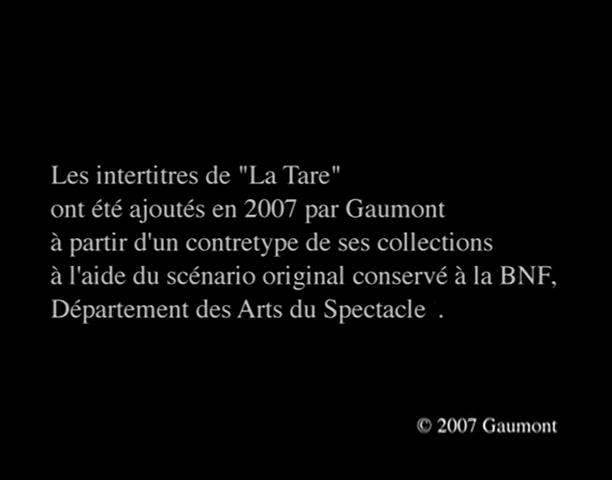 Les intertitres de "La Tare"
ont été ajoutés en 2007 par Gaumont
à partir d'un contretype de ses collections
à l'aide du scénario original conservé à la BNF,
Département des Arts du Spectacle .
© 2007 Gaumont